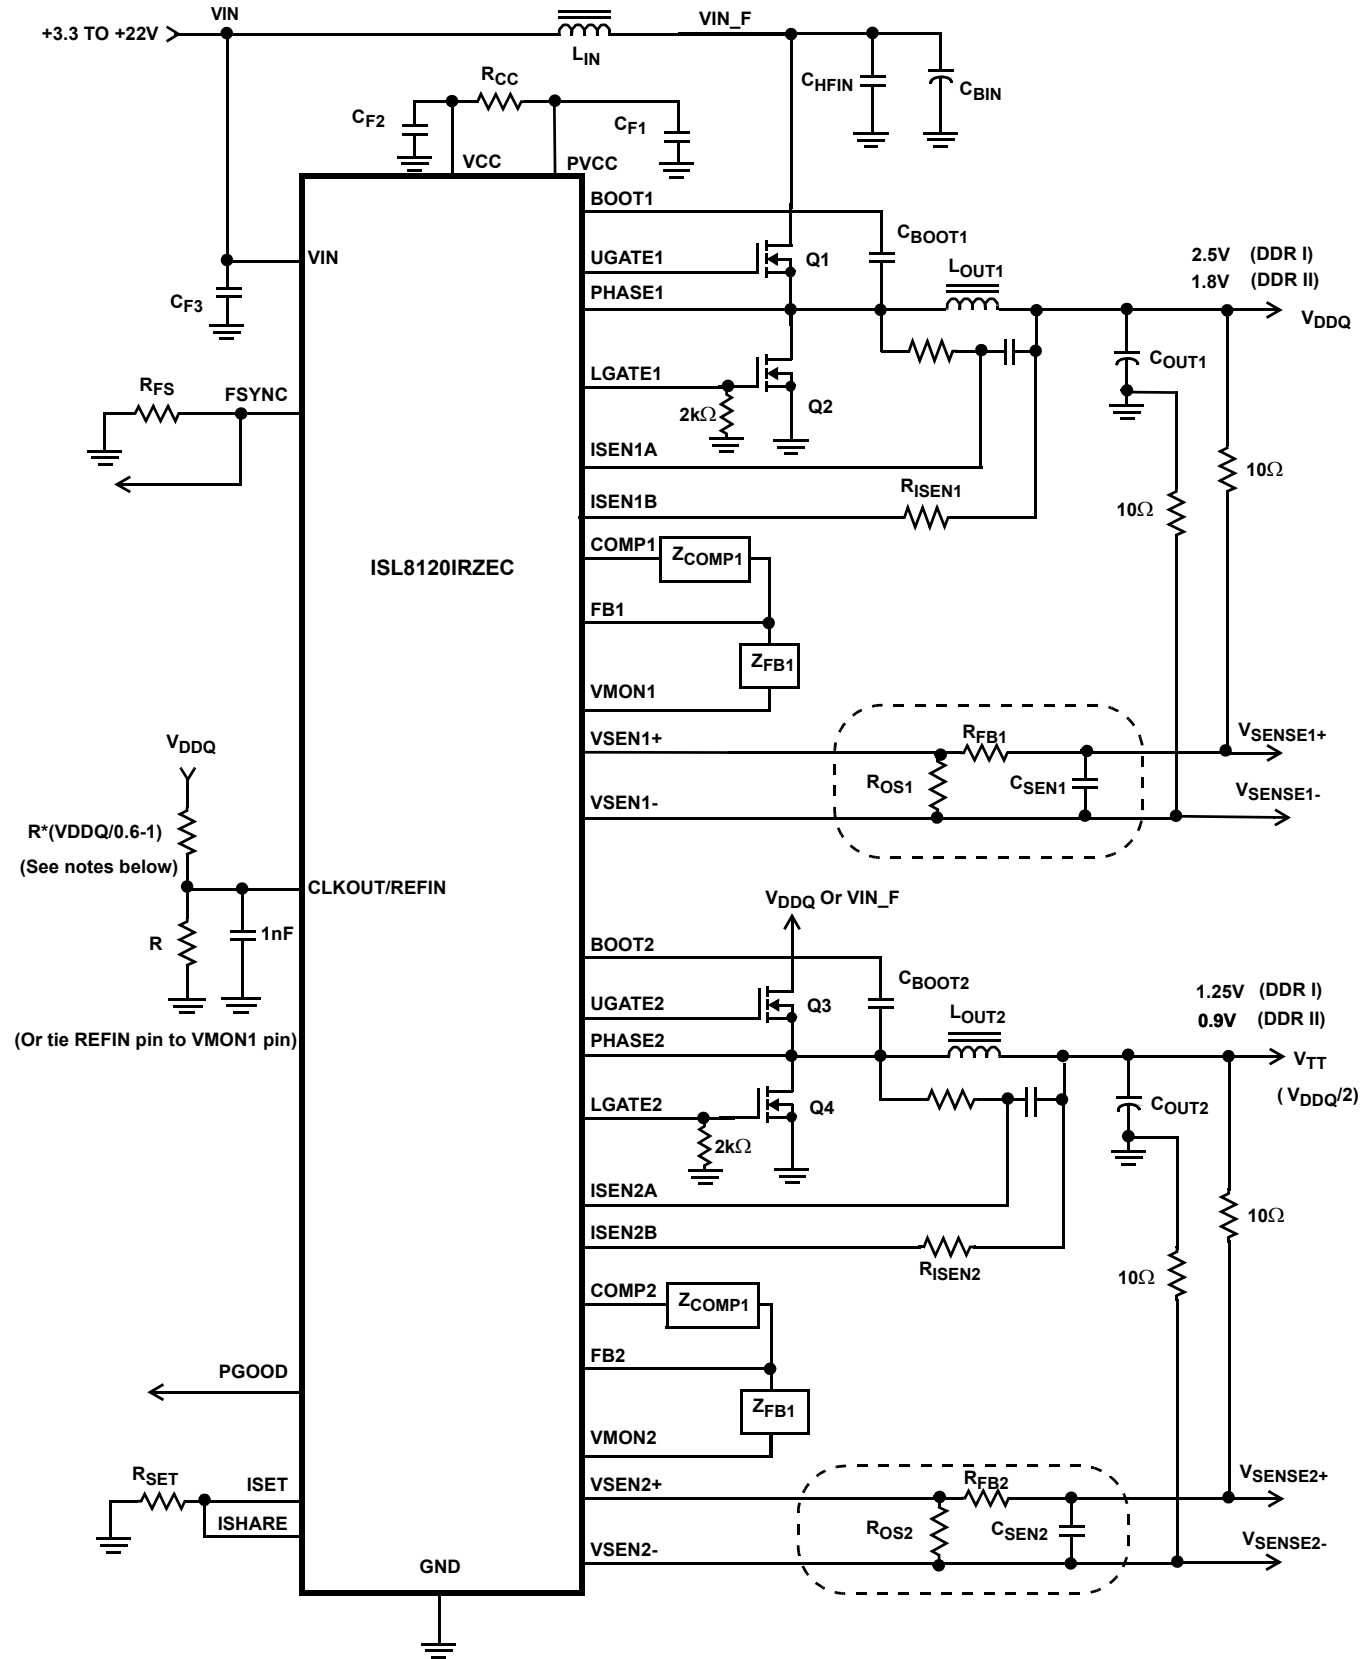 VIN
+3.3 TO +22V
LIN
VIN_F
CHFIN
CBIN
RCC
CF2
CF1
VCC
PVCC
BOOT1
CBOOT1
VIN
UGATE1
Q1
LOUT1
2.5V (DDR I)
1.8V (DDR II)
CF3
PHASE1
VDDQ
COUT1
RFS
FSYNC
LGATE1
2kΩ
Q2
ISEN1A
10Ω
ISEN1B
RISEN1
10Ω
COMP1
ZCOMP1
ISL8120IRZEC
FB1
ZFB1
VMON1
VSEN1+
RFB1
VSENSE1+
VDDQ
ROS1
CSEN1
VSEN1-
VSENSE1-
R*(VDDQ/0.6-1)
(See notes below)
CLKOUT/REFIN
VDDQ Or VIN_F
R
1nF
BOOT2
CBOOT2
UGATE2
Q3
LOUT2
1.25V (DDR I)
0.9V (DDR II)
(Or tie REFIN pin to VMON1 pin)
PHASE2
VTT
(VDDQ/2)
LGATE2
Q4
COUT2
2kΩ
ISEN2A
10Ω
ISEN2B
RISEN2
10Ω
COMP2
ZCOMP1
FB2
PGOOD
ZFB1
VMON2
RSET
ISET
VSEN2+
RFB2
VSENSE2+
ISHARE
ROS2
CSEN2
VSEN2-
VSENSE2-
GND